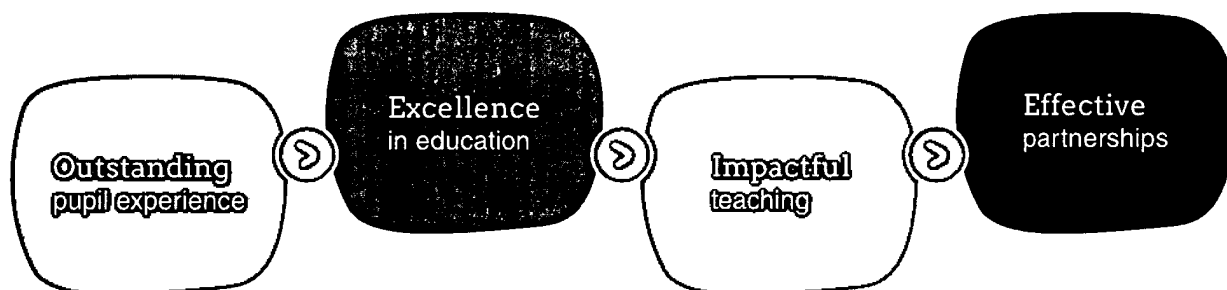 Outstanding
pupil experience
Excellence
in education
Impactful
teaching
Effective
partnerships